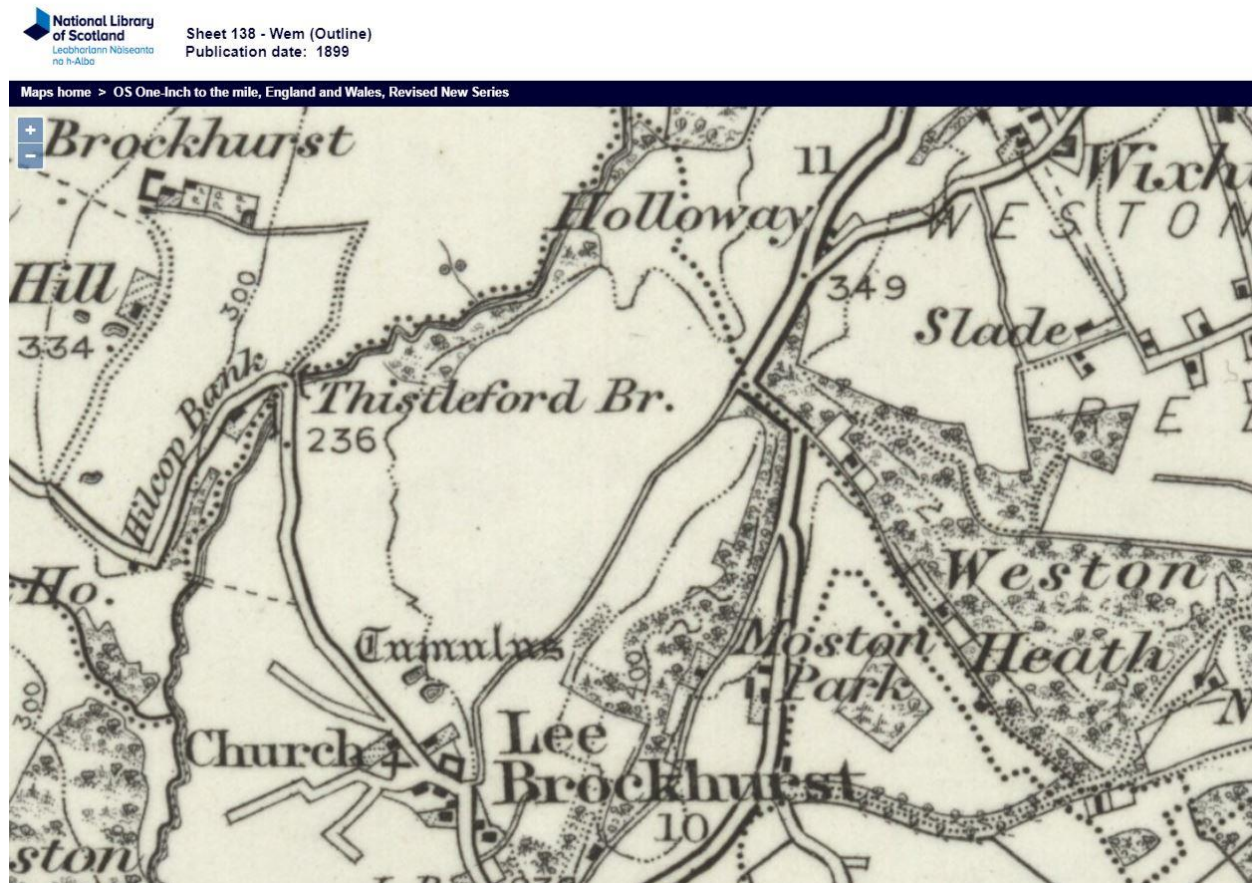 National Library
of Scotland
Leabharlann Nàiseanta
na h-Alba
Sheet 138 - Wem (Outline)
Publication date: 1899
Maps home > OS One-Inch to the mile, England and Wales, Revised New Series
+
−
Brockhurst
11
Wixh
Holloway
WESTON
Hill
300
349
334
Slade
Hilcop Bank
Thistleford Br.
236
Weston
Ho.
Tumulus
Moston
Park
Heath
400
300
Church
Lee
Brockhurst
10
ston